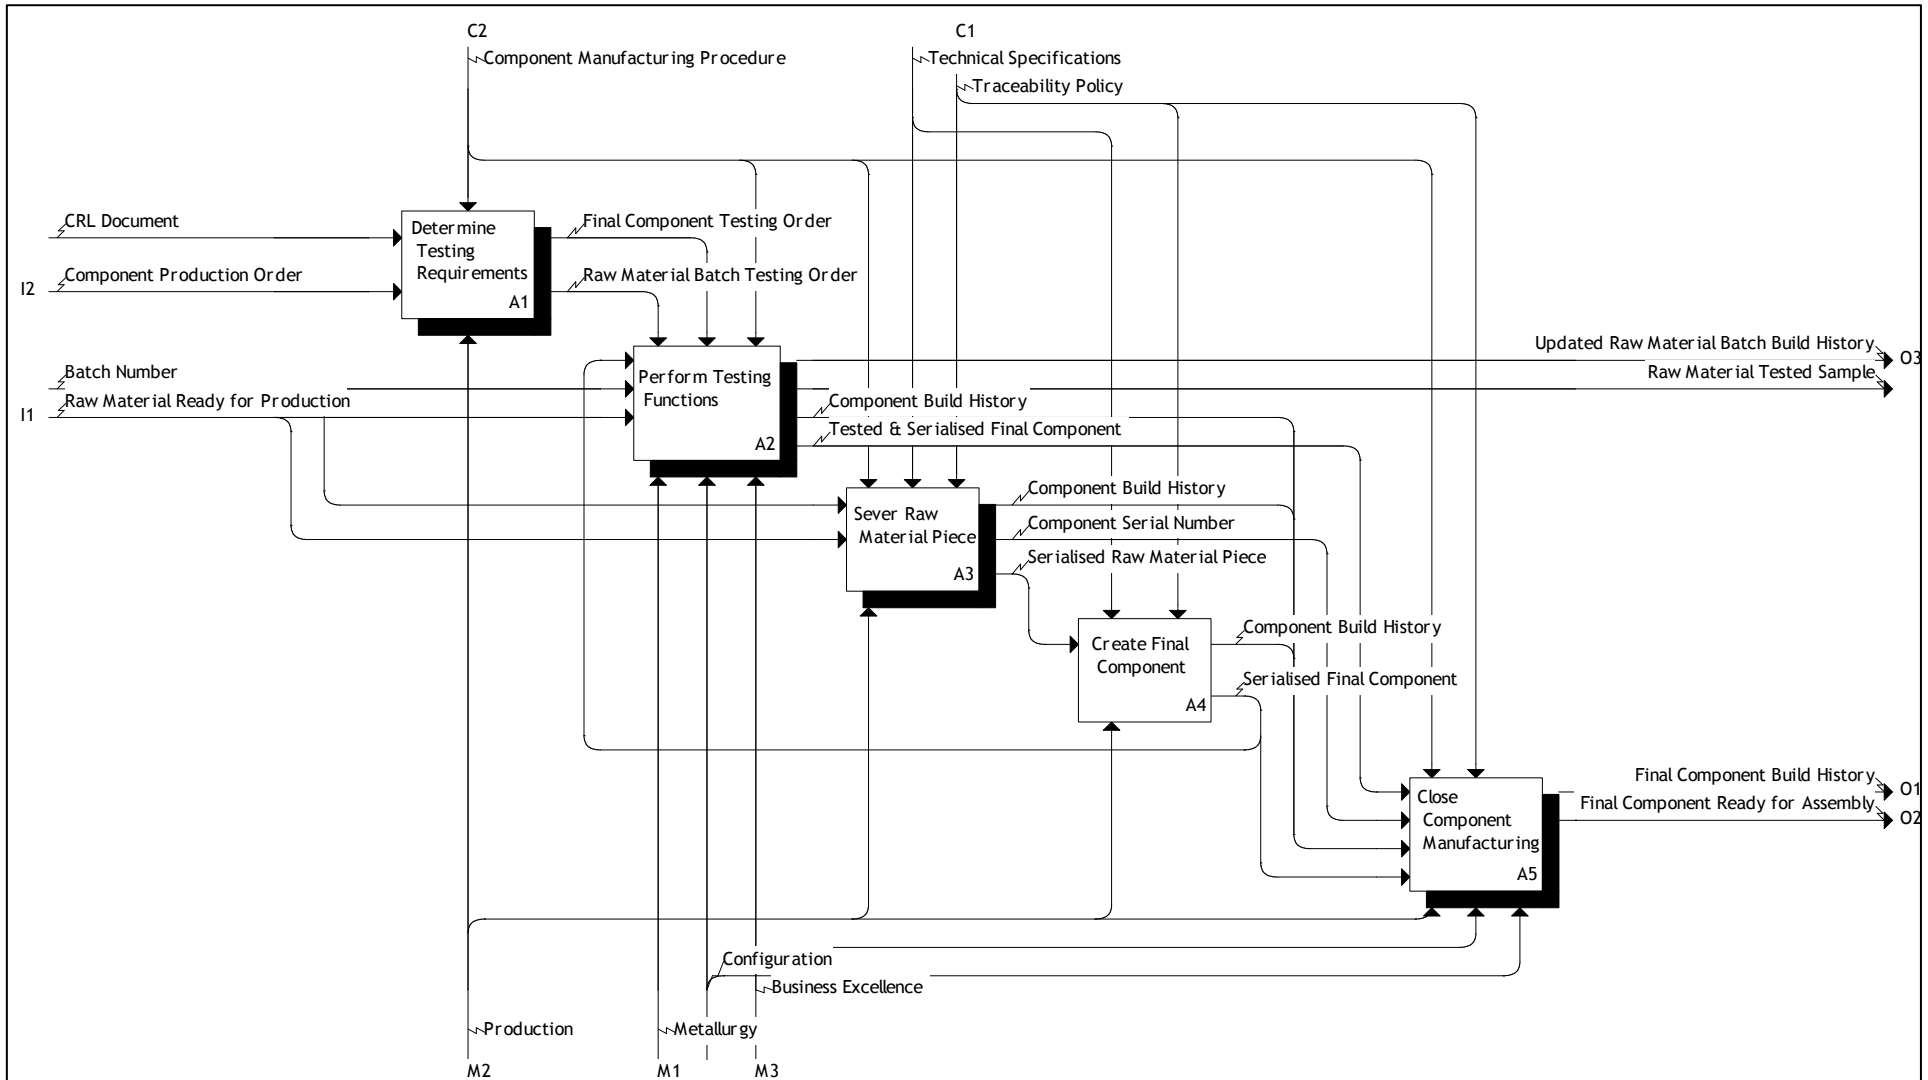 C2
C1
Component Manufacturing Procedure
Technical Specifications
Traceability Policy
CRL Document
Determine
Testing
Requirements
A1
Final Component Testing Order
I2
Component Production Order
Raw Material Batch Testing Order
Updated Raw Material Batch Build History
O3
Batch Number
Perform Testing
Functions
A2
Raw Material Tested Sample
I1
Raw Material Ready for Production
Component Build History
Tested & Serialised Final Component
Sever Raw
Material Piece
A3
Component Build History
Component Serial Number
Serialised Raw Material Piece
Create Final
Component
A4
Component Build History
Serialised Final Component
Close
Component
Manufacturing
A5
Final Component Build History
O1
Final Component Ready for Assembly
O2
Configuration
Business Excellence
Production
Metallurgy
M2
M1
M3